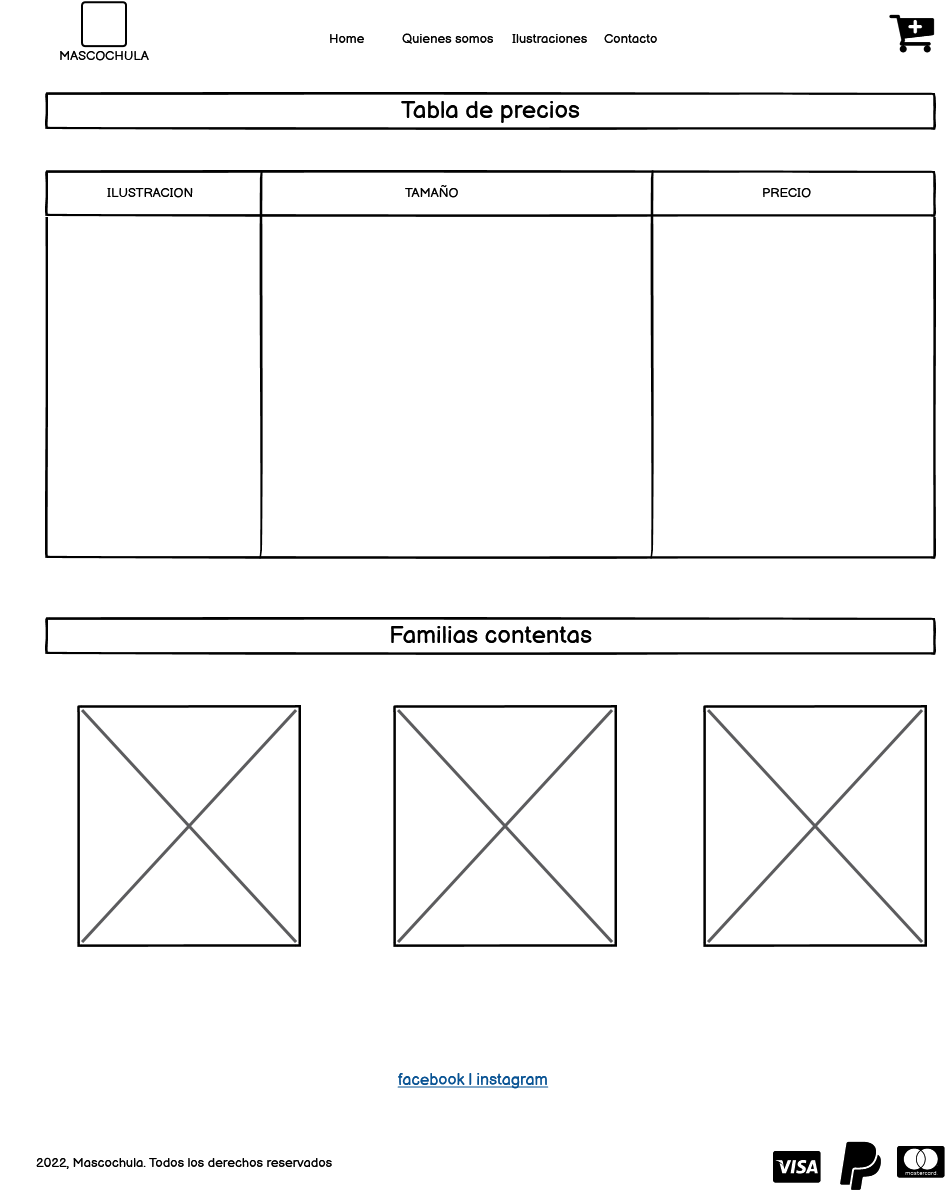 MASCOCHULA
Home Quienes somos Ilustraciones Contacto
Tabla de precios
ILUSTRACION TAMAÑO PRECIO
Familias contentas
facebook | instagram
2022, Mascochula. Todos los derechos reservados
VISA
mastercard